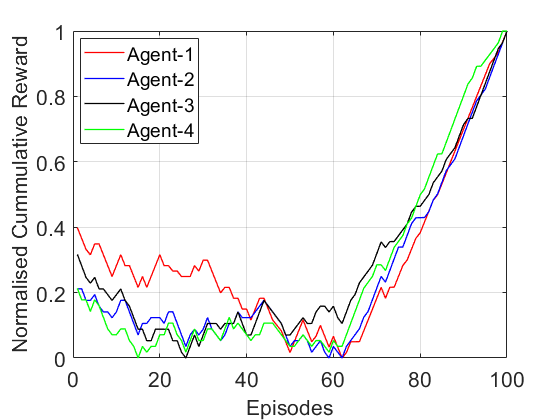 Agent-1
Agent-2
Agent-3
Agent-4
Normalised Cummulative Reward
1
0.8
0.6
0.4
0.2
0
0 20 40 60 80 100
Episodes